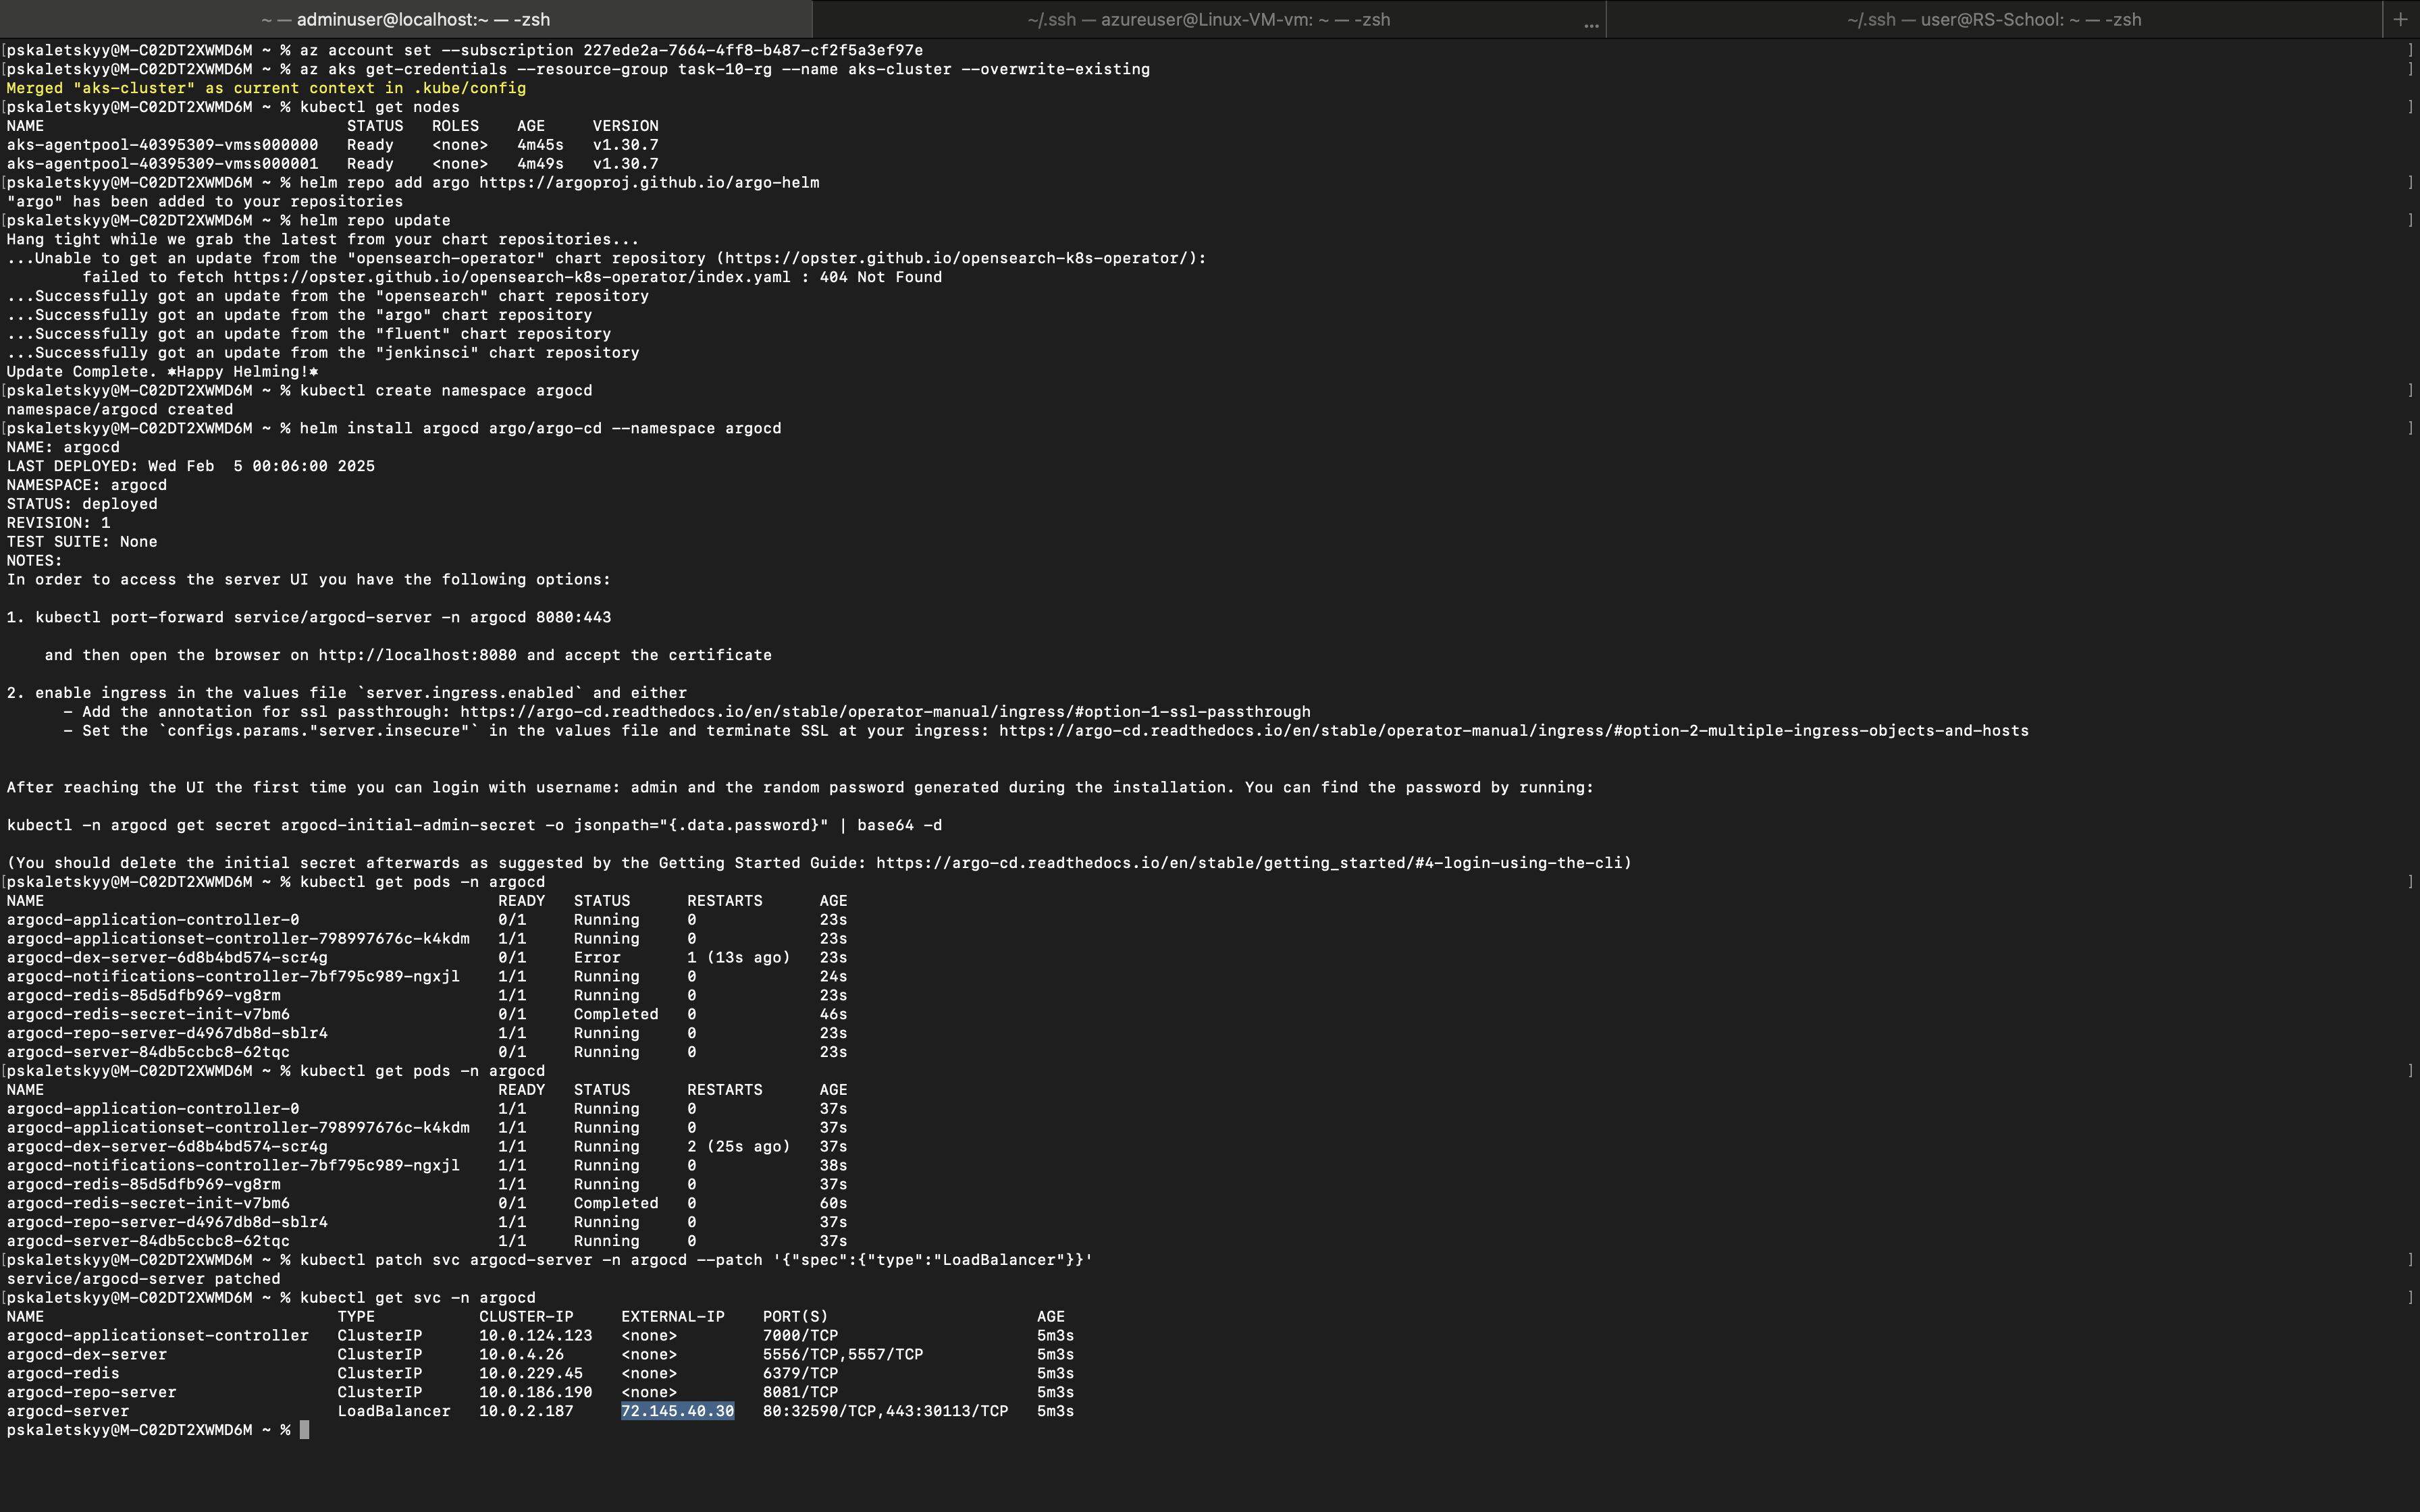 ~ — adminuser@localhost:~ — -zsh
~/.ssh — azureuser@Linux-VM-vm: ~ — -zsh ...
~/.ssh — user@RS-School: ~ — -zsh +
[pskaletskyy@M-C02DT2XWMD6M ~ % az account set --subscription 227ede2a-7664-4ff8-b487-cf2f5a3ef97e ]
[pskaletskyy@M-C02DT2XWMD6M ~ % az aks get-credentials --resource-group task-10-rg --name aks-cluster --overwrite-existing ]
Merged "aks-cluster" as current context in .kube/config
[pskaletskyy@M-C02DT2XWMD6M ~ % kubectl get nodes ]
NAME STATUS ROLES AGE VERSION
aks-agentpool-40395309-vmss000000 Ready <none> 4m45s v1.30.7
aks-agentpool-40395309-vmss000001 Ready <none> 4m49s v1.30.7
[pskaletskyy@M-C02DT2XWMD6M ~ % helm repo add argo https://argoproj.github.io/argo-helm ]
"argo" has been added to your repositories
[pskaletskyy@M-C02DT2XWMD6M ~ % helm repo update ]
Hang tight while we grab the latest from your chart repositories...
...Unable to get an update from the "opensearch-operator" chart repository (https://opster.github.io/opensearch-k8s-operator/):
failed to fetch https://opster.github.io/opensearch-k8s-operator/index.yaml : 404 Not Found
...Successfully got an update from the "opensearch" chart repository
...Successfully got an update from the "argo" chart repository
...Successfully got an update from the "fluent" chart repository
...Successfully got an update from the "jenkinsci" chart repository
Update Complete. ⎈Happy Helming!⎈
[pskaletskyy@M-C02DT2XWMD6M ~ % kubectl create namespace argocd ]
namespace/argocd created
[pskaletskyy@M-C02DT2XWMD6M ~ % helm install argocd argo/argo-cd --namespace argocd ]
NAME: argocd
LAST DEPLOYED: Wed Feb  5 00:06:00 2025
NAMESPACE: argocd
STATUS: deployed
REVISION: 1
TEST SUITE: None
NOTES:
In order to access the server UI you have the following options:
1. kubectl port-forward service/argocd-server -n argocd 8080:443
and then open the browser on http://localhost:8080 and accept the certificate
2. enable ingress in the values file `server.ingress.enabled` and either
- Add the annotation for ssl passthrough: https://argo-cd.readthedocs.io/en/stable/operator-manual/ingress/#option-1-ssl-passthrough
- Set the `configs.params."server.insecure"` in the values file and terminate SSL at your ingress: https://argo-cd.readthedocs.io/en/stable/operator-manual/ingress/#option-2-multiple-ingress-objects-and-hosts
After reaching the UI the first time you can login with username: admin and the random password generated during the installation. You can find the password by running:
kubectl -n argocd get secret argocd-initial-admin-secret -o jsonpath="{.data.password}" | base64 -d
(You should delete the initial secret afterwards as suggested by the Getting Started Guide: https://argo-cd.readthedocs.io/en/stable/getting_started/#4-login-using-the-cli)
[pskaletskyy@M-C02DT2XWMD6M ~ % kubectl get pods -n argocd ]
NAME READY STATUS RESTARTS AGE
argocd-application-controller-0 0/1 Running 0 23s
argocd-applicationset-controller-798997676c-k4kdm 1/1 Running 0 23s
argocd-dex-server-6d8b4bd574-scr4g 0/1 Error 1 (13s ago) 23s
argocd-notifications-controller-7bf795c989-ngxjl 1/1 Running 0 24s
argocd-redis-85d5dfb969-vg8rm 1/1 Running 0 23s
argocd-redis-secret-init-v7bm6 0/1 Completed 0 46s
argocd-repo-server-d4967db8d-sblr4 1/1 Running 0 23s
argocd-server-84db5ccbc8-62tqc 0/1 Running 0 23s
[pskaletskyy@M-C02DT2XWMD6M ~ % kubectl get pods -n argocd ]
NAME READY STATUS RESTARTS AGE
argocd-application-controller-0 1/1 Running 0 37s
argocd-applicationset-controller-798997676c-k4kdm 1/1 Running 0 37s
argocd-dex-server-6d8b4bd574-scr4g 1/1 Running 2 (25s ago) 37s
argocd-notifications-controller-7bf795c989-ngxjl 1/1 Running 0 38s
argocd-redis-85d5dfb969-vg8rm 1/1 Running 0 37s
argocd-redis-secret-init-v7bm6 0/1 Completed 0 60s
argocd-repo-server-d4967db8d-sblr4 1/1 Running 0 37s
argocd-server-84db5ccbc8-62tqc 1/1 Running 0 37s
[pskaletskyy@M-C02DT2XWMD6M ~ % kubectl patch svc argocd-server -n argocd --patch '{"spec":{"type":"LoadBalancer"}}' ]
service/argocd-server patched
[pskaletskyy@M-C02DT2XWMD6M ~ % kubectl get svc -n argocd ]
NAME TYPE CLUSTER-IP EXTERNAL-IP PORT(S) AGE
argocd-applicationset-controller ClusterIP 10.0.124.123 <none> 7000/TCP 5m3s
argocd-dex-server ClusterIP 10.0.4.26 <none> 5556/TCP,5557/TCP 5m3s
argocd-redis ClusterIP 10.0.229.45 <none> 6379/TCP 5m3s
argocd-repo-server ClusterIP 10.0.186.190 <none> 8081/TCP 5m3s
argocd-server LoadBalancer 10.0.2.187 72.145.40.30 80:32590/TCP,443:30113/TCP 5m3s
pskaletskyy@M-C02DT2XWMD6M ~ %